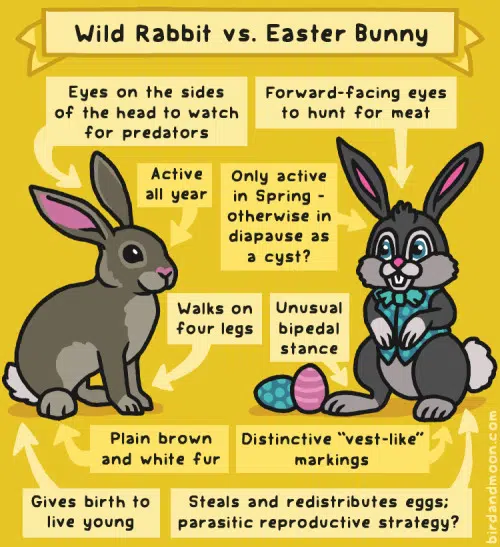 Wild Rabbit vs. Easter Bunny
Eyes on the sides
of the head to watch
for predators
Forward-facing eyes
to hunt for meat
Active
all year
Only active
in Spring -
otherwise in
diapause as
a cyst?
Walks on
four legs
Unusual
bipedal
stance
Plain brown
and white fur
Distinctive “vest-like”
markings
Gives birth to
live young
Steals and redistributes eggs;
parasitic reproductive strategy?
birdandmoon.com